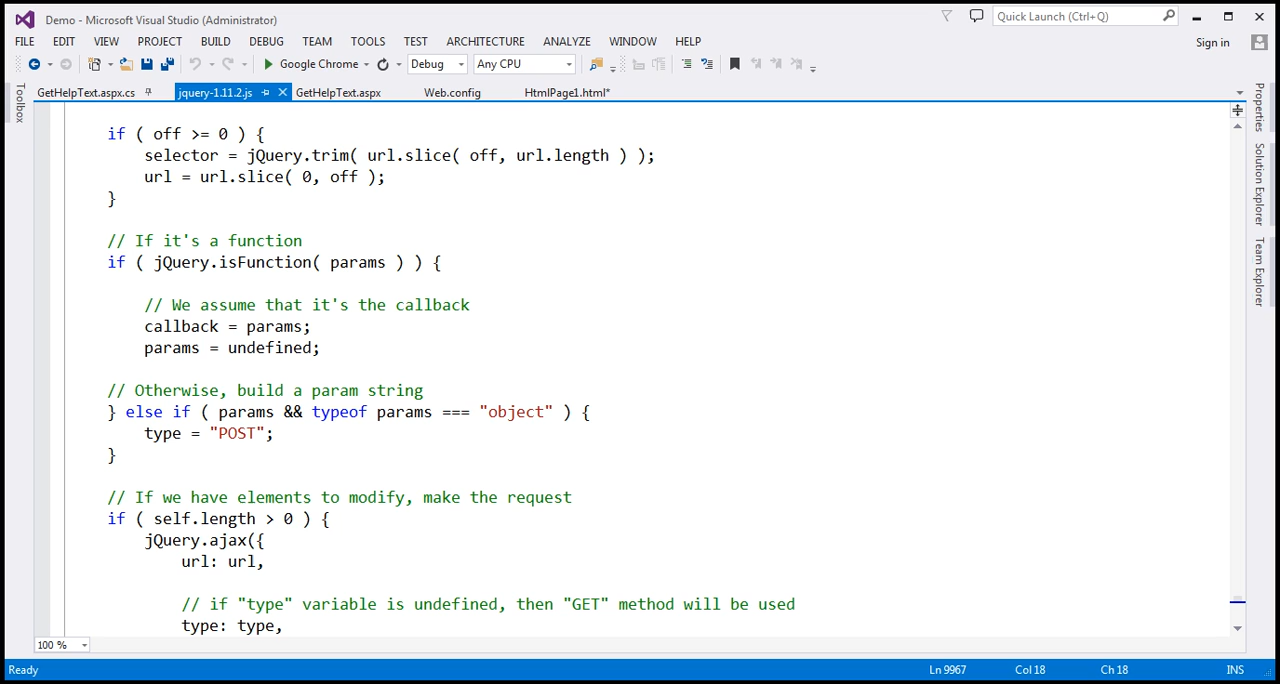 Demo - Microsoft Visual Studio (Administrator)
Quick Launch (Ctrl+Q)
FILE EDIT VIEW PROJECT BUILD DEBUG TEAM TOOLS TEST ARCHITECTURE ANALYZE WINDOW HELP
Sign in
Google Chrome Debug Any CPU
Toolbox
GetHelpText.aspx.cs jquery-1.11.2.js GetHelpText.aspx Web.config HtmlPage1.html*
Properties
Solution Explorer
Team Explorer
if ( off >= 0 ) {
selector = jQuery.trim( url.slice( off, url.length ) );
url = url.slice( 0, off );
}
// If it's a function
if ( jQuery.isFunction( params ) ) {
// We assume that it's the callback
callback = params;
params = undefined;
// Otherwise, build a param string
} else if ( params && typeof params === "object" ) {
type = "POST";
}
// If we have elements to modify, make the request
if ( self.length > 0 ) {
jQuery.ajax({
url: url,
// if "type" variable is undefined, then "GET" method will be used
type: type,
100 %
Ready Ln 9967 Col 18 Ch 18 INS